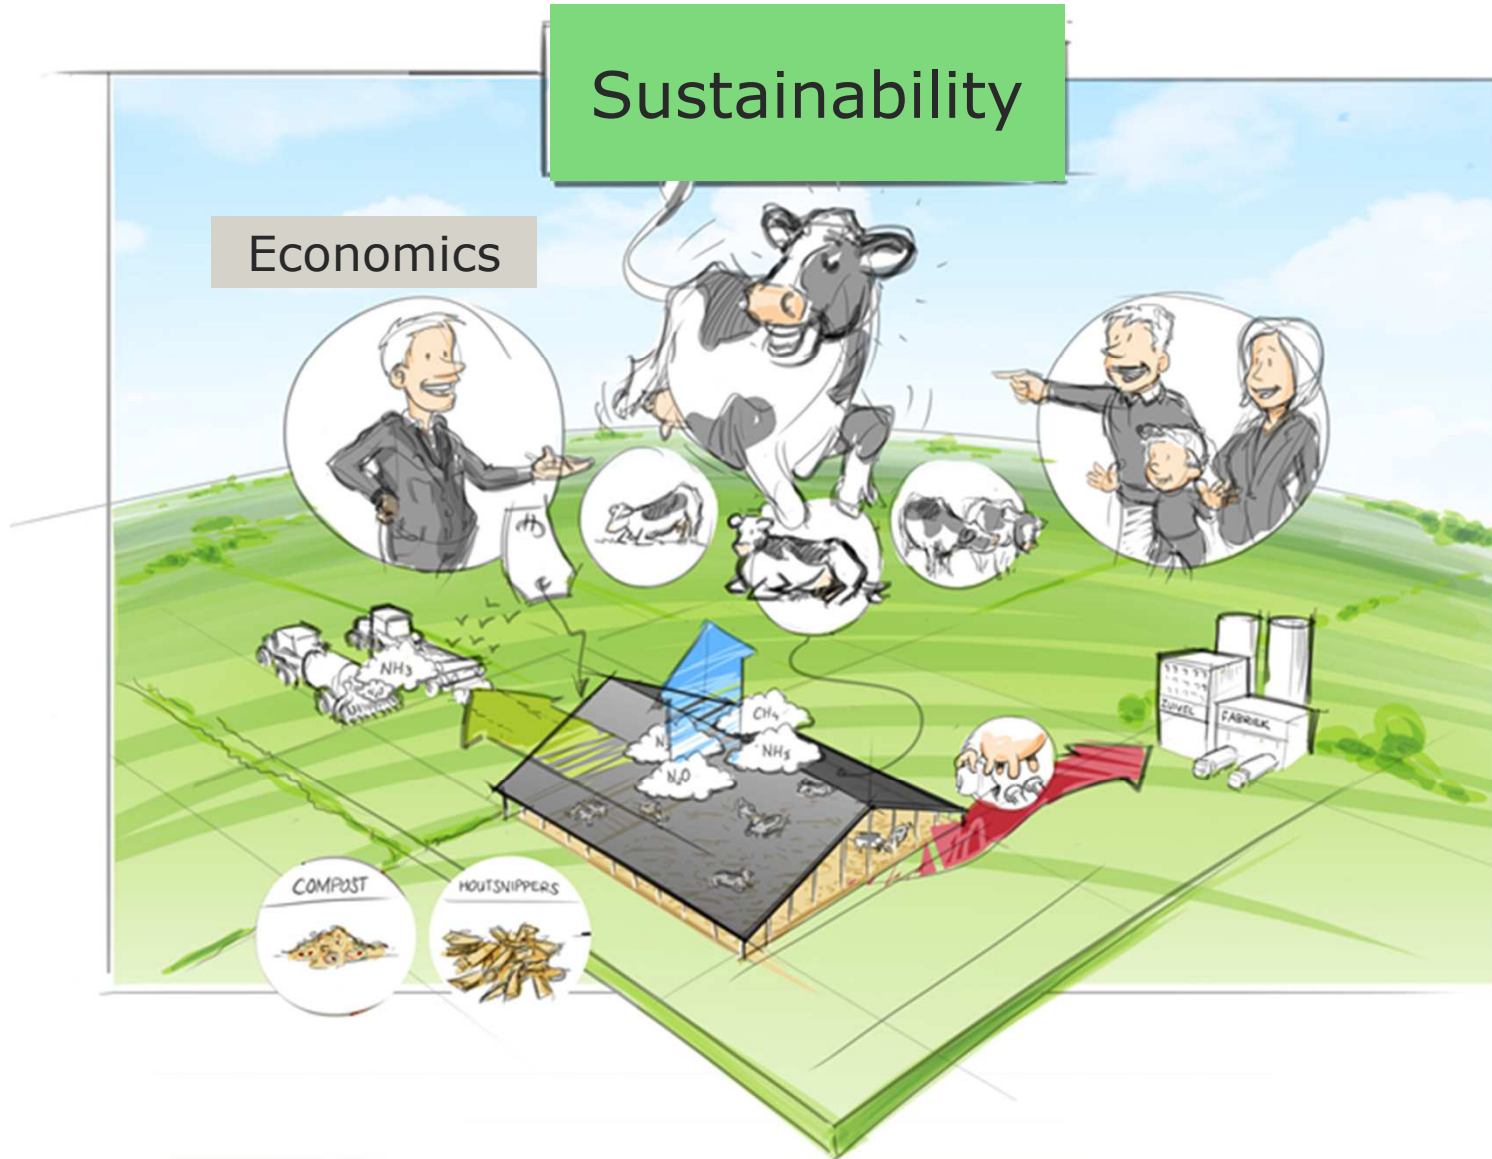 Sustainability
Economics
NH₃
CH₄
NH₃
N₂O
ZUIVEL
FABRIEK
COMPOST
HOUTSNIPPERS